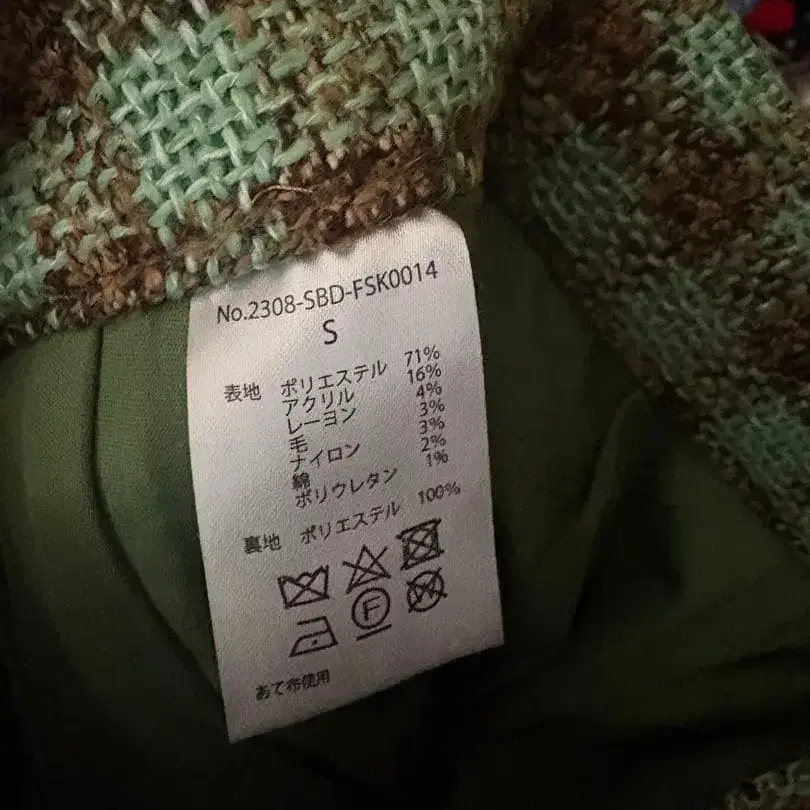 No.2308-SBD-FSK0014
S
表地 ポリエステル 71%
アクリル 16%
レーヨン 4%
毛 3%
ナイロン 3%
綿 2%
ポリウレタン 1%
裏地 ポリエステル 100%
F W
あて布使用